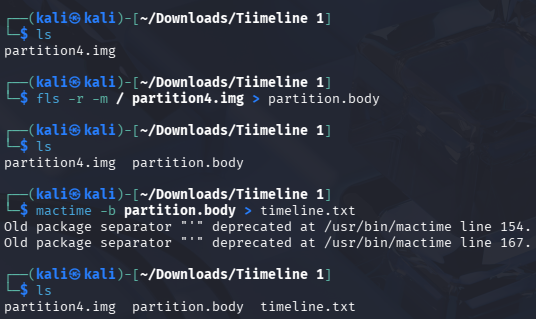 ┌──(kali㉿kali)-[~/Downloads/Tiimeline 1]
└─$ ls
partition4.img
┌──(kali㉿kali)-[~/Downloads/Tiimeline 1]
└─$ fls -r -m / partition4.img > partition.body
┌──(kali㉿kali)-[~/Downloads/Tiimeline 1]
└─$ ls
partition4.img  partition.body
┌──(kali㉿kali)-[~/Downloads/Tiimeline 1]
└─$ mactime -b partition.body > timeline.txt
Old package separator "'" deprecated at /usr/bin/mactime line 154.
Old package separator "'" deprecated at /usr/bin/mactime line 167.
┌──(kali㉿kali)-[~/Downloads/Tiimeline 1]
└─$ ls
partition4.img  partition.body  timeline.txt